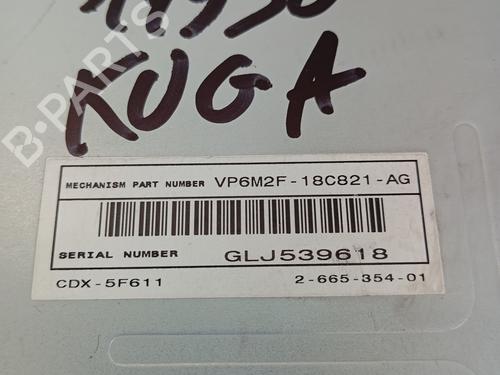 KUGA
B-PARTS
MECHANISM PART NUMBER VP6M2F-18C821-AG
SERIAL NUMBER GLJ539618
CDX-5F611 2-665-354-01